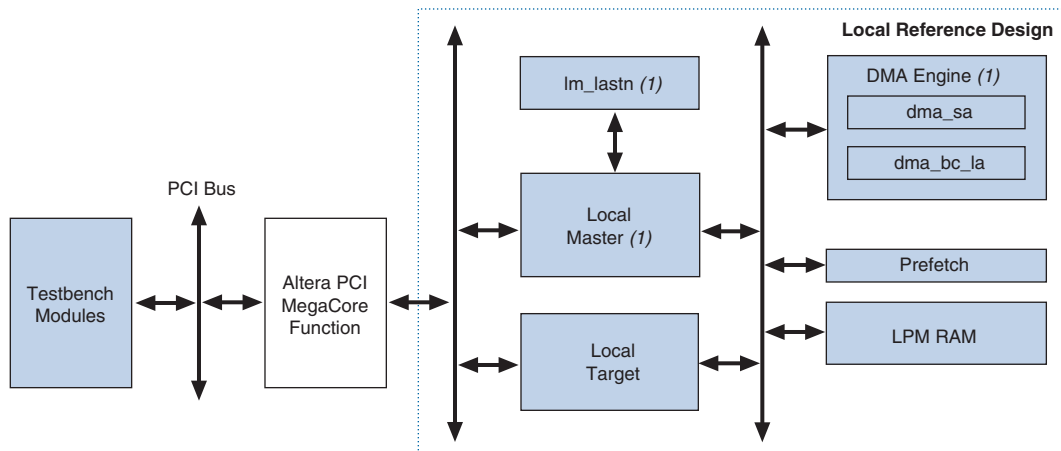 Local Reference Design
lm_lastn (1)
DMA Engine (1)
dma_sa
dma_bc_la
PCI Bus
Testbench
Modules
Altera PCI
MegaCore
Function
Local
Master (1)
Prefetch
Local
Target
LPM RAM